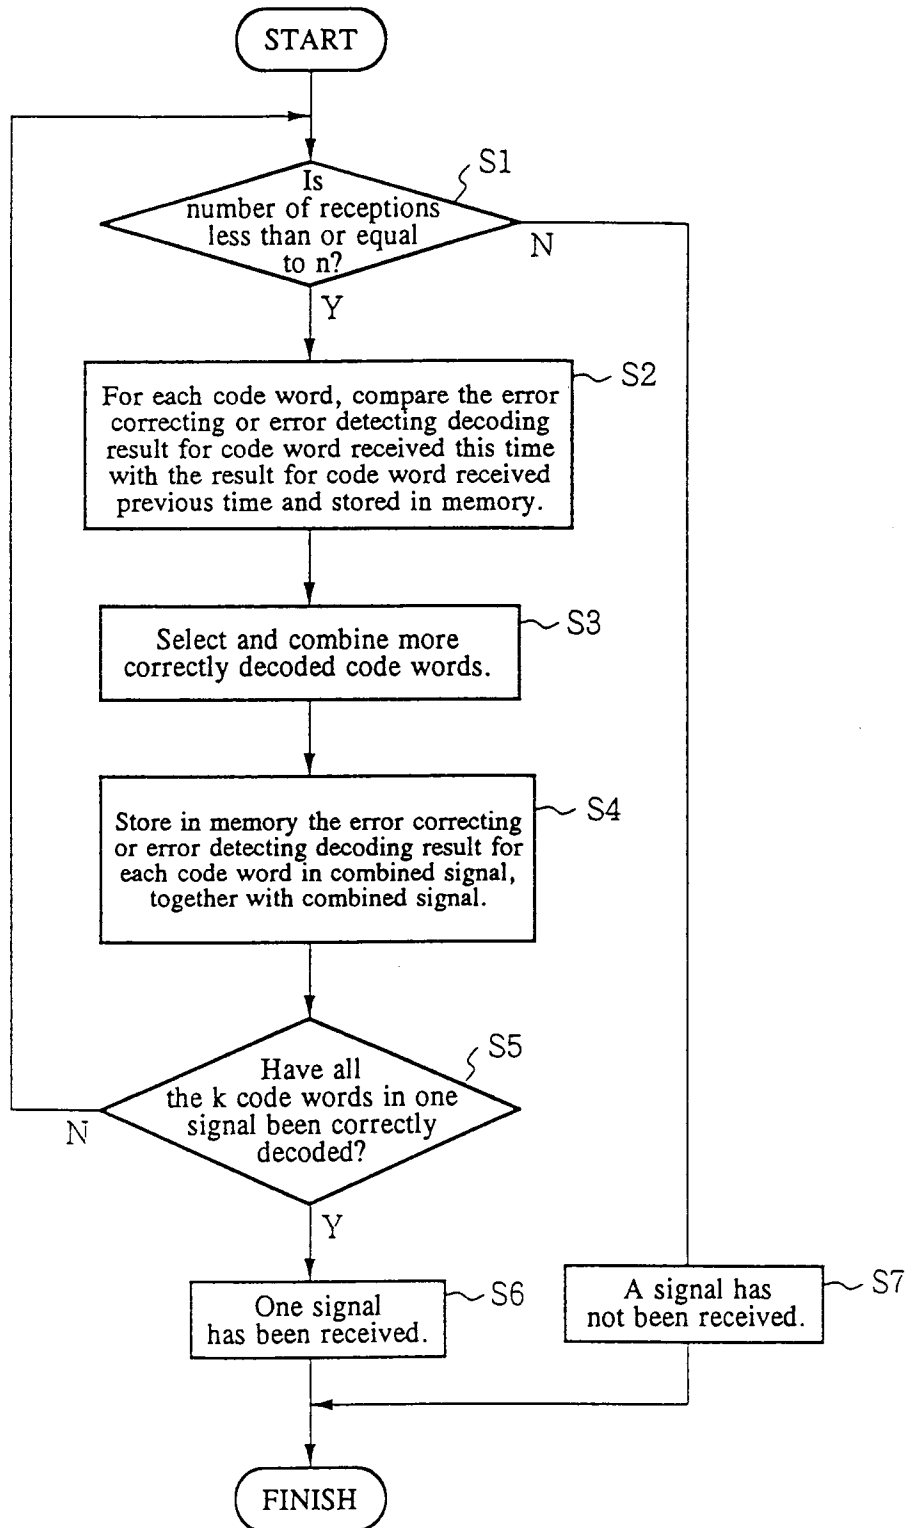 START
S1
Is
number of receptions
less than or equal
to n?
N
Y
S2
For each code word, compare the error
correcting or error detecting decoding
result for code word received this time
with the result for code word received
previous time and stored in memory.
S3
Select and combine more
correctly decoded code words.
S4
Store in memory the error correcting
or error detecting decoding result for
each code word in combined signal,
together with combined signal.
S5
Have all
the k code words in one
signal been correctly
decoded?
N
Y
S6
One signal
has been received.
S7
A signal has
not been received.
FINISH